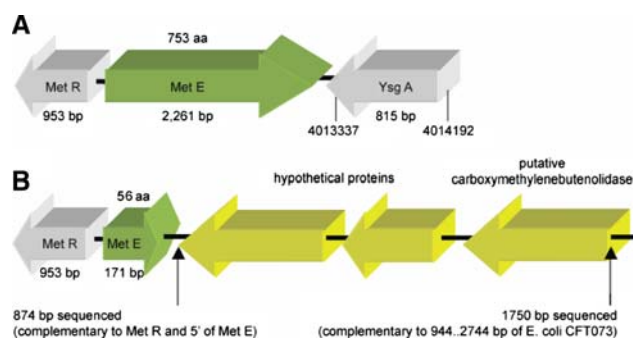 A
753 aa
Met R
Met E
Ysg A
953 bp
2,261 bp
815 bp
4013337
4014192
B
putative
carboxymethylenebutenolidase
hypothetical proteins
56 aa
Met R
Met E
953 bp
171 bp
874 bp sequenced
(complementary to Met R and 5' of Met E)
1750 bp sequenced
(complementary to 944..2744 bp of E. coli CFT073)